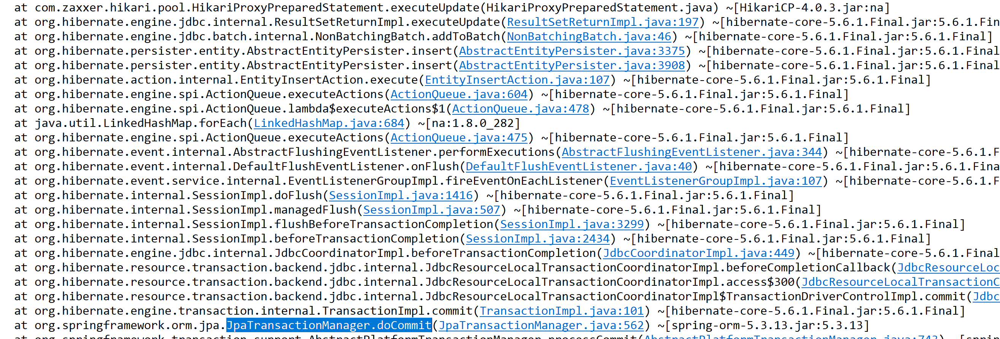 at com.zaxxer.hikari.pool.HikariProxyPreparedStatement.executeUpdate(HikariProxyPreparedStatement.java) ~[HikariCP-4.0.3.jar:na]
at org.hibernate.engine.jdbc.internal.ResultSetReturnImpl.executeUpdate(ResultSetReturnImpl.java:197) ~[hibernate-core-5.6.1.Final.jar:5.6.1.Fin
at org.hibernate.engine.jdbc.batch.internal.NonBatchingBatch.addToBatch(NonBatchingBatch.java:46) ~[hibernate-core-5.6.1.Final.jar:5.6.1.Final]
at org.hibernate.persister.entity.AbstractEntityPersister.insert(AbstractEntityPersister.java:3375) ~[hibernate-core-5.6.1.Final.jar:5.6.1.Final
at org.hibernate.persister.entity.AbstractEntityPersister.insert(AbstractEntityPersister.java:3908) ~[hibernate-core-5.6.1.Final.jar:5.6.1.Final
at org.hibernate.action.internal.EntityInsertAction.execute(EntityInsertAction.java:107) ~[hibernate-core-5.6.1.Final.jar:5.6.1.Final]
at org.hibernate.engine.spi.ActionQueue.executeActions(ActionQueue.java:604) ~[hibernate-core-5.6.1.Final.jar:5.6.1.Final]
at org.hibernate.engine.spi.ActionQueue.lambda$executeActions$1(ActionQueue.java:478) ~[hibernate-core-5.6.1.Final.jar:5.6.1.Final]
at java.util.LinkedHashMap.forEach(LinkedHashMap.java:684) ~[na:1.8.0_282]
at org.hibernate.engine.spi.ActionQueue.executeActions(ActionQueue.java:475) ~[hibernate-core-5.6.1.Final.jar:5.6.1.Final]
at org.hibernate.event.internal.AbstractFlushingEventListener.performExecutions(AbstractFlushingEventListener.java:344) ~[hibernate-core-5.6.1.F
at org.hibernate.event.internal.DefaultFlushEventListener.onFlush(DefaultFlushEventListener.java:40) ~[hibernate-core-5.6.1.Final.jar:5.6.1.Fina
at org.hibernate.event.service.internal.EventListenerGroupImpl.fireEventOnEachListener(EventListenerGroupImpl.java:107) ~[hibernate-core-5.6.1.F
at org.hibernate.internal.SessionImpl.doFlush(SessionImpl.java:1416) ~[hibernate-core-5.6.1.Final.jar:5.6.1.Final]
at org.hibernate.internal.SessionImpl.managedFlush(SessionImpl.java:507) ~[hibernate-core-5.6.1.Final.jar:5.6.1.Final]
at org.hibernate.internal.SessionImpl.flushBeforeTransactionCompletion(SessionImpl.java:3299) ~[hibernate-core-5.6.1.Final.jar:5.6.1.Final]
at org.hibernate.internal.SessionImpl.beforeTransactionCompletion(SessionImpl.java:2434) ~[hibernate-core-5.6.1.Final.jar:5.6.1.Final]
at org.hibernate.engine.jdbc.internal.JdbcCoordinatorImpl.beforeTransactionCompletion(JdbcCoordinatorImpl.java:449) ~[hibernate-core-5.6.1.Final
at org.hibernate.resource.transaction.backend.jdbc.internal.JdbcResourceLocalTransactionCoordinatorImpl.beforeCompletionCallback(JdbcResourceLoc
at org.hibernate.resource.transaction.backend.jdbc.internal.JdbcResourceLocalTransactionCoordinatorImpl.access$300(JdbcResourceLocalTransactionC
at org.hibernate.resource.transaction.backend.jdbc.internal.JdbcResourceLocalTransactionCoordinatorImpl$TransactionDriverControlImpl.commit(Jdbc
at org.hibernate.engine.transaction.internal.TransactionImpl.commit(TransactionImpl.java:101) ~[hibernate-core-5.6.1.Final.jar:5.6.1.Final]
at org.springframework.orm.jpa.JpaTransactionManager.doCommit(JpaTransactionManager.java:562) ~[spring-orm-5.3.13.jar:5.3.13]
at org.springframework.transaction.support.AbstractPlatformTransactionManager.processCommit(AbstractPlatformTransactionManager.java:743) ~[sprin